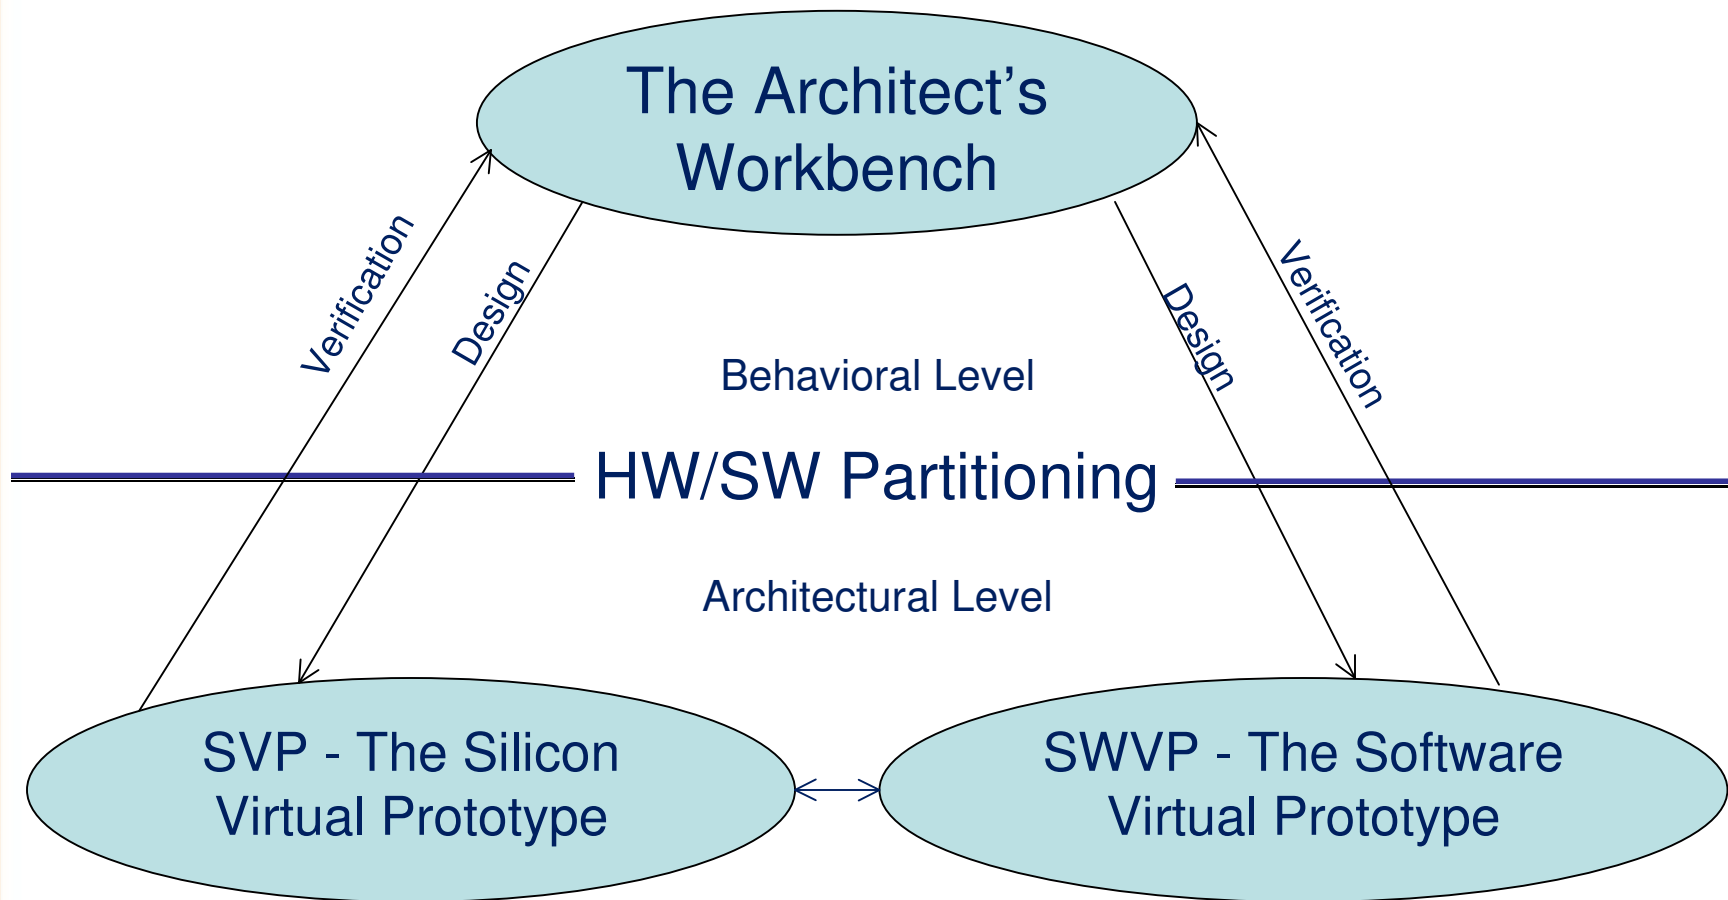 The Architect's
Workbench
Verification
Design
Design
Verification
Behavioral Level
HW/SW Partitioning
Architectural Level
SVP - The Silicon
Virtual Prototype
SWVP - The Software
Virtual Prototype